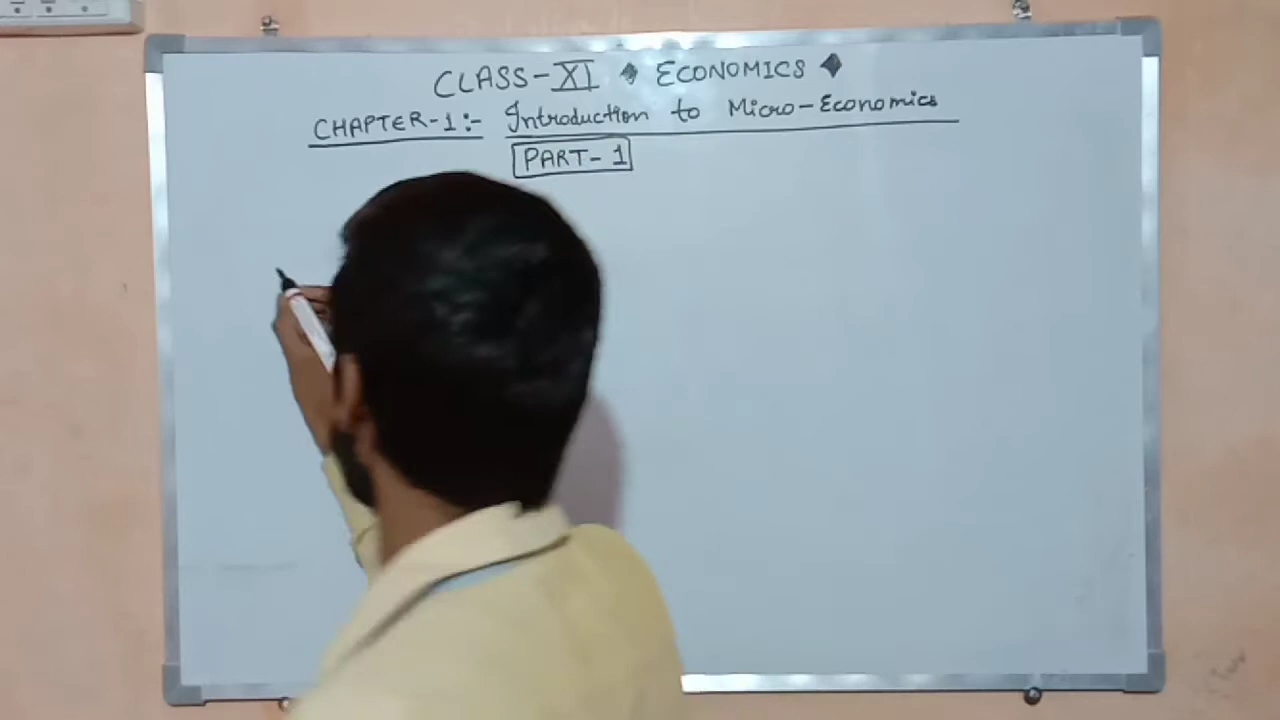 CLASS-XI ◆ ECONOMICS ◆
CHAPTER-1:- Introduction to Micro-Economics
PART-1